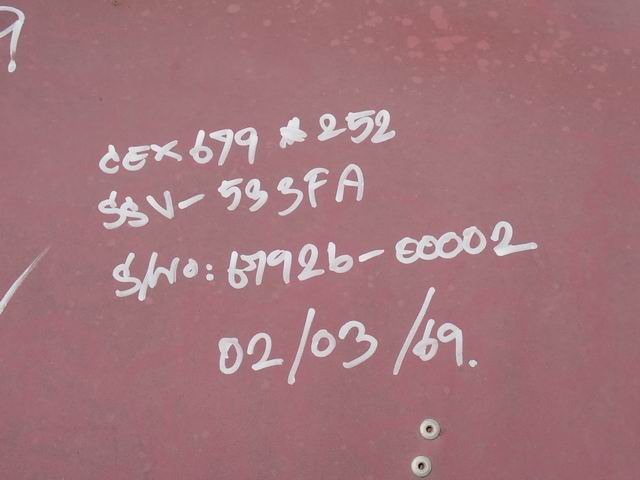 CEX 679 * 252
SSV-533FA
S/No: 67926-00002
02/03/69.